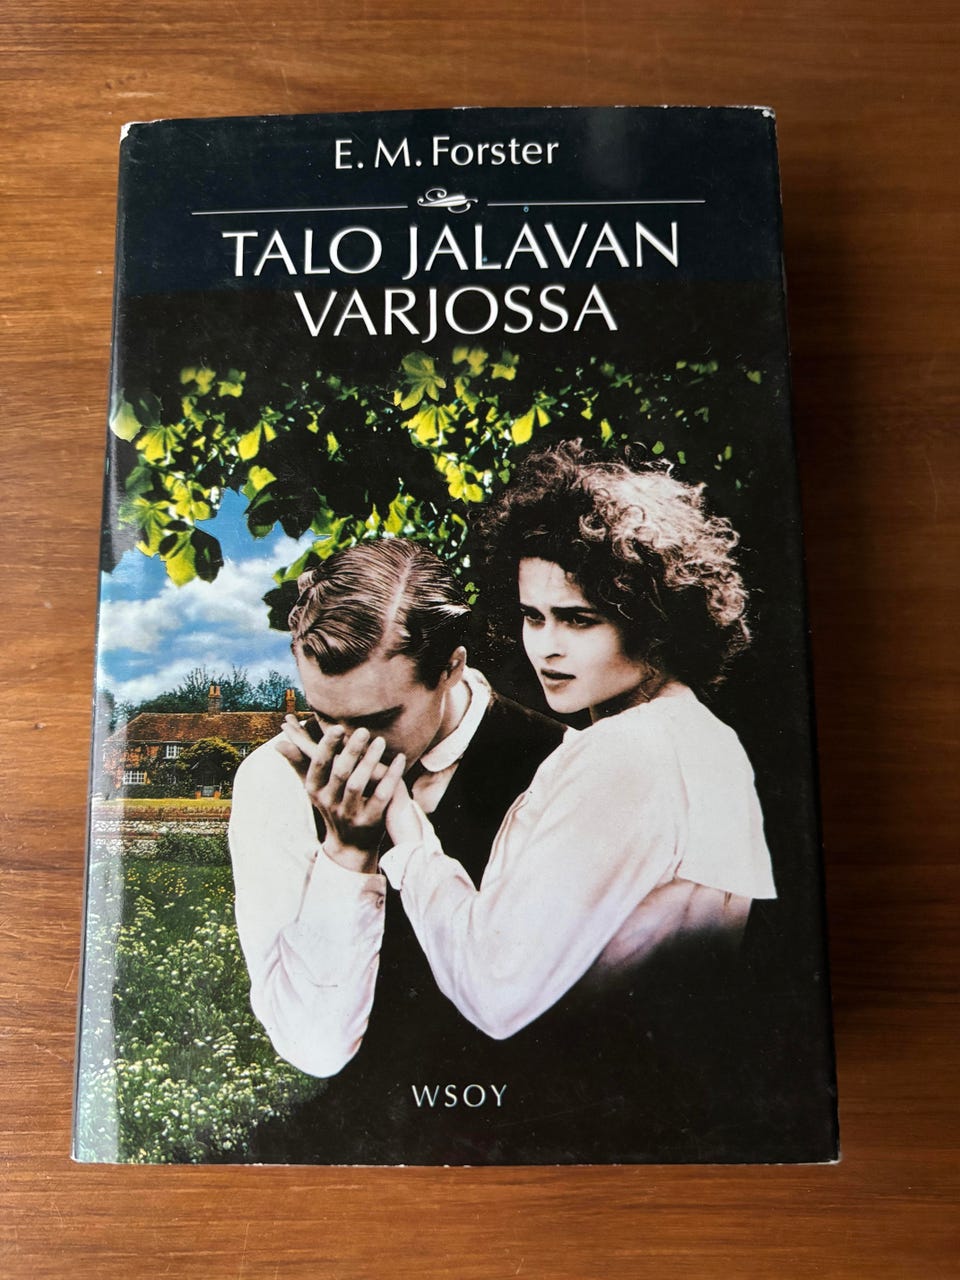 E. M. Forster
TALO JALAVAN
VARJOSSA
WSOY